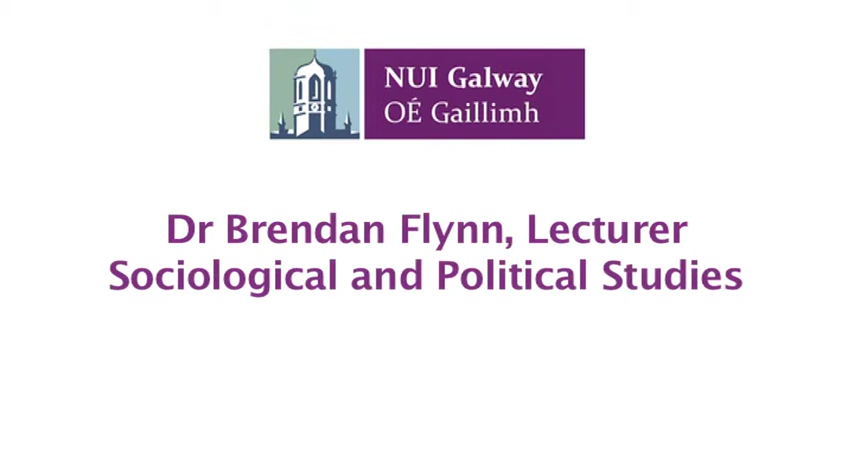 NUI Galway
OÉ Gaillimh
Dr Brendan Flynn, Lecturer
Sociological and Political Studies